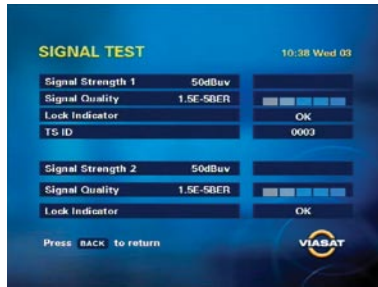 SIGNAL TEST 10:38 Wed 03
Signal Strength 1 50dBuv
Signal Quality 1.5E-5BER
Lock Indicator OK
TS ID 0003
Signal Strength 2 50dBuv
Signal Quality 1.5E-5BER
Lock Indicator OK
Press BACK to return
VIASAT